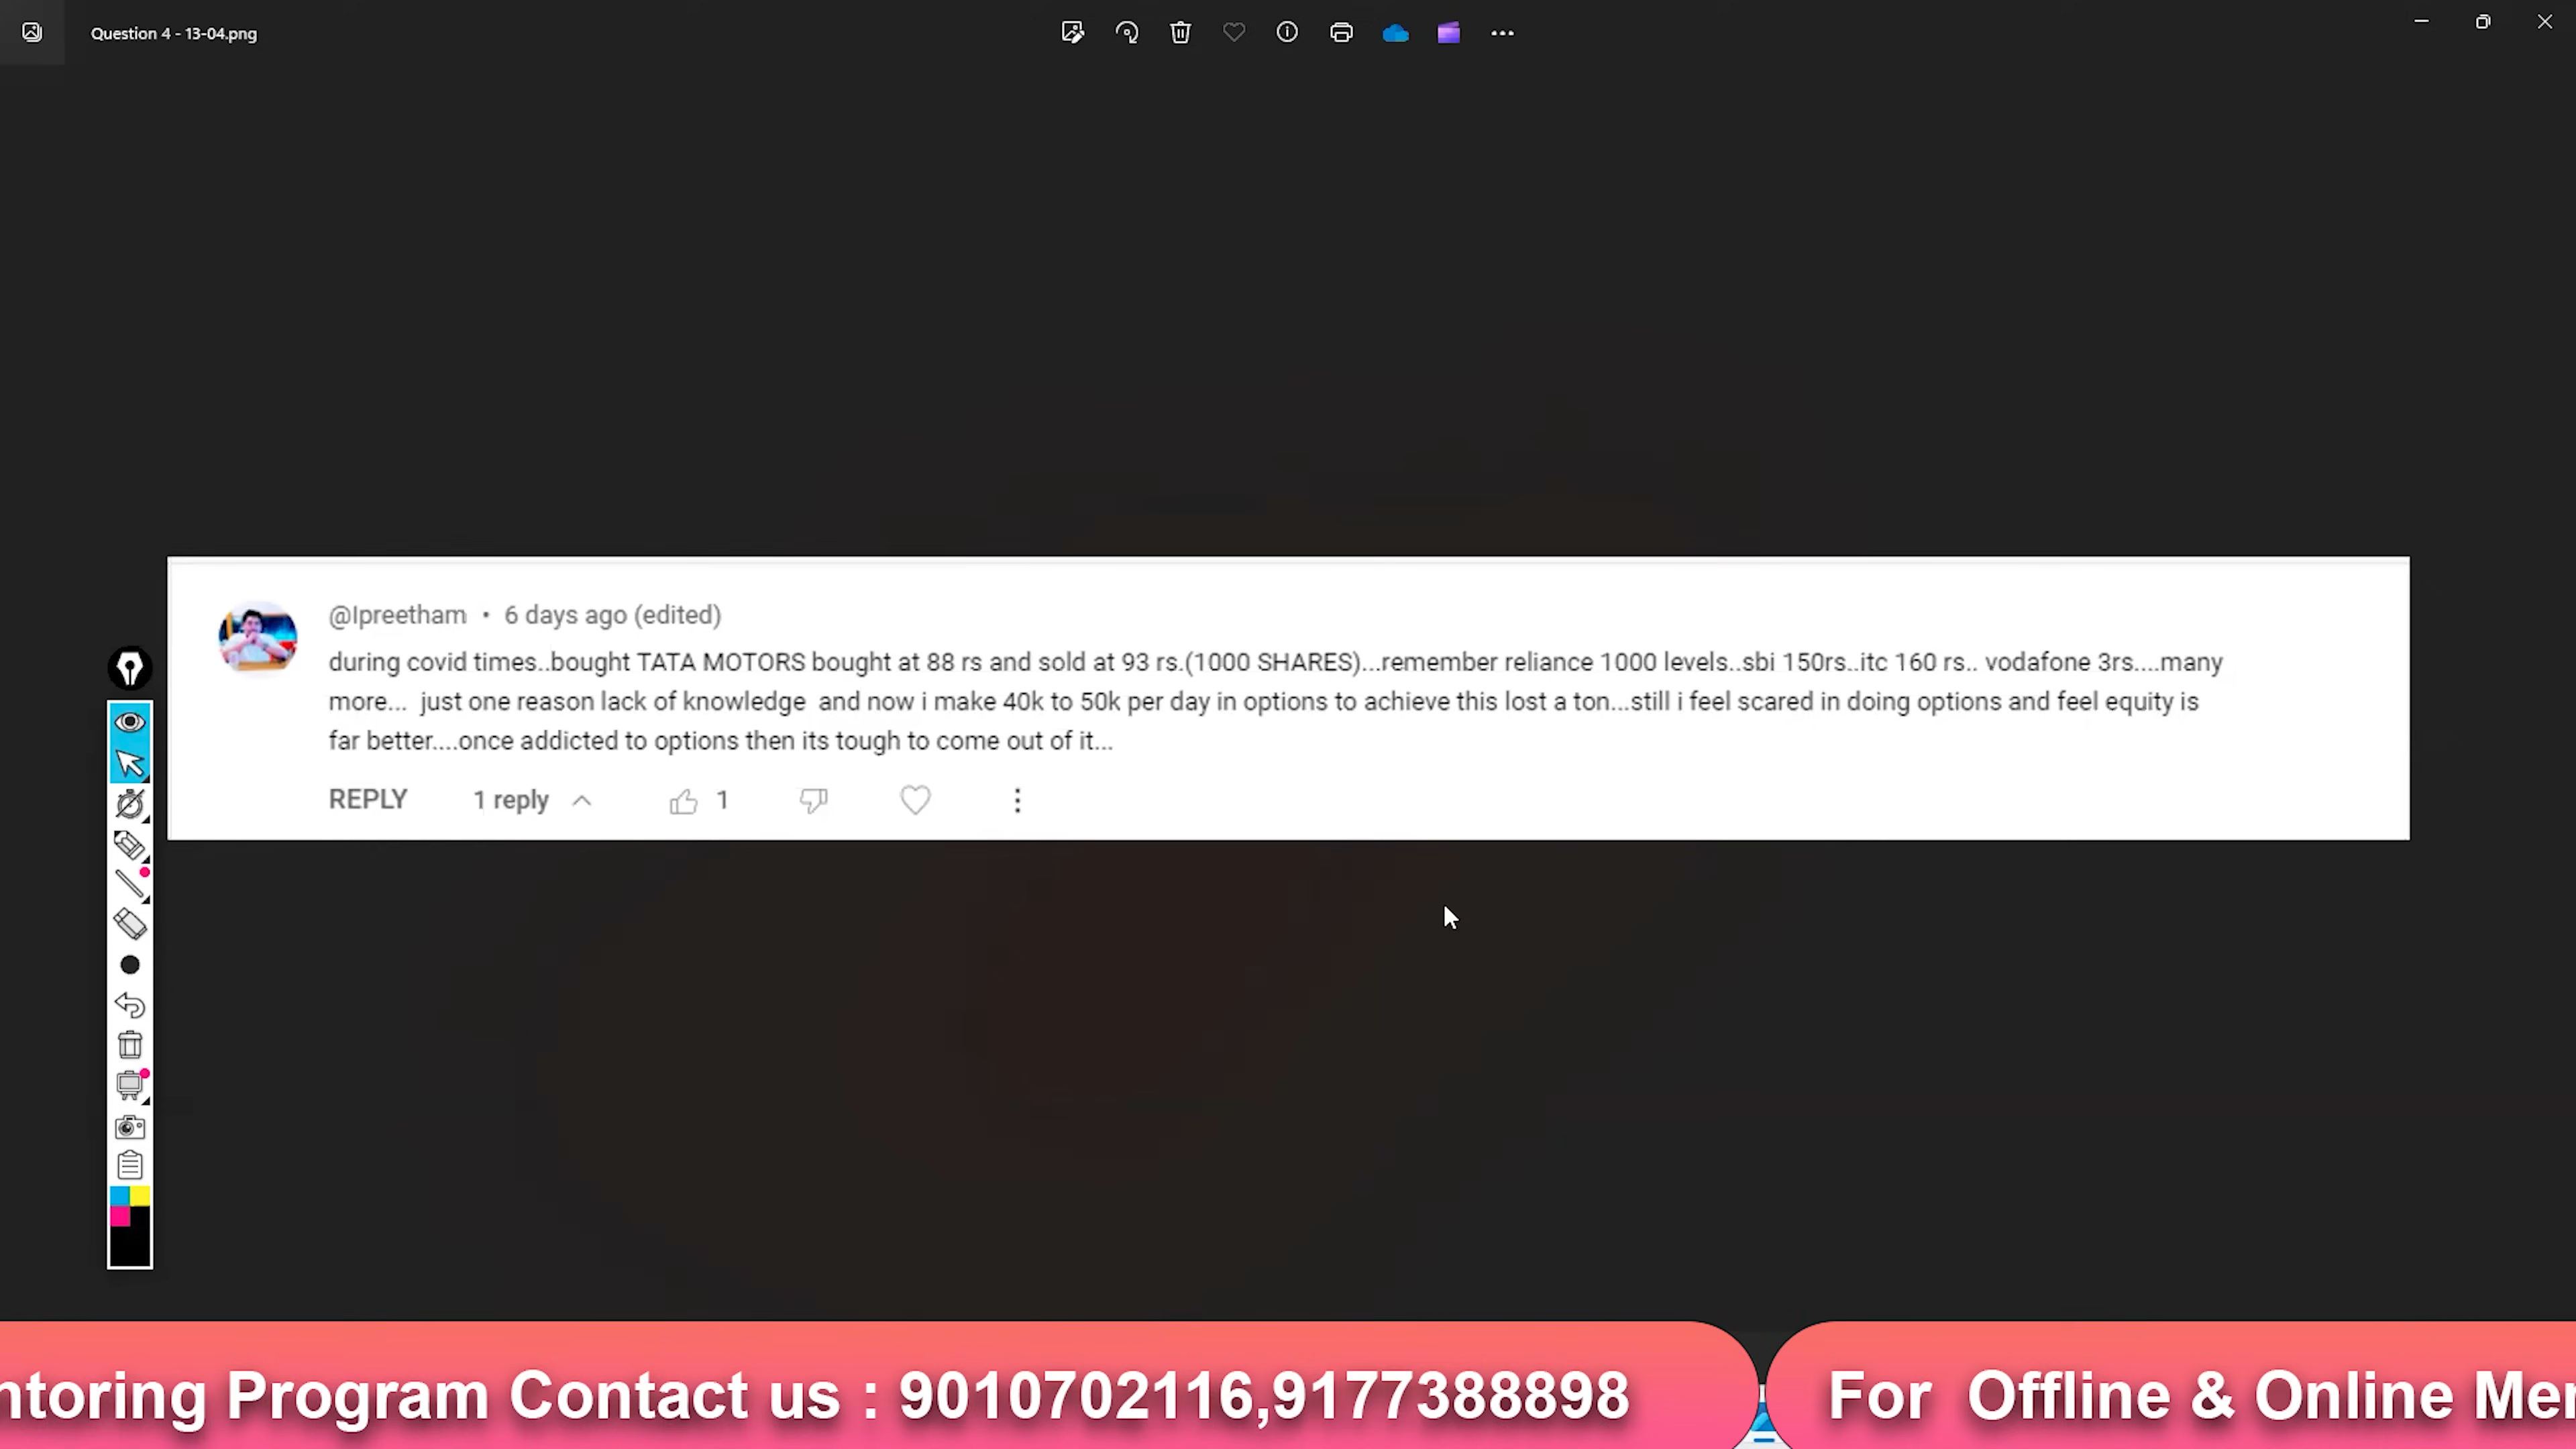 Question 4 - 13-04.png
@Ipreetham • 6 days ago (edited)
during covid times..bought TATA MOTORS bought at 88 rs and sold at 93 rs.(1000 SHARES)...remember reliance 1000 levels..sbi 150rs..itc 160 rs.. vodafone 3rs....many
more... just one reason lack of knowledge and now i make 40k to 50k per day in options to achieve this lost a ton...still i feel scared in doing options and feel equity is
far better....once addicted to options then its tough to come out of it...
REPLY 1 reply 1
ntoring Program Contact us : 9010702116,9177388898 For Offline & Online Men